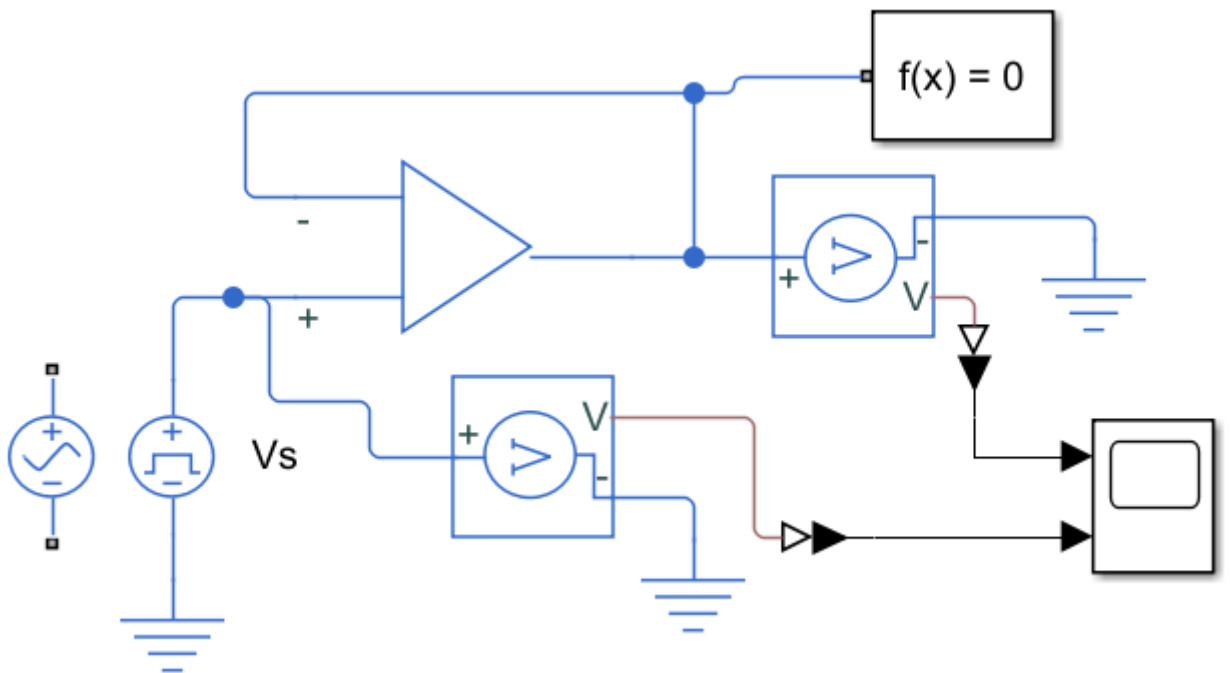 f(x) = 0
-
+
-
+
V
V
+
+
Vs
-
-
+
V
V
-